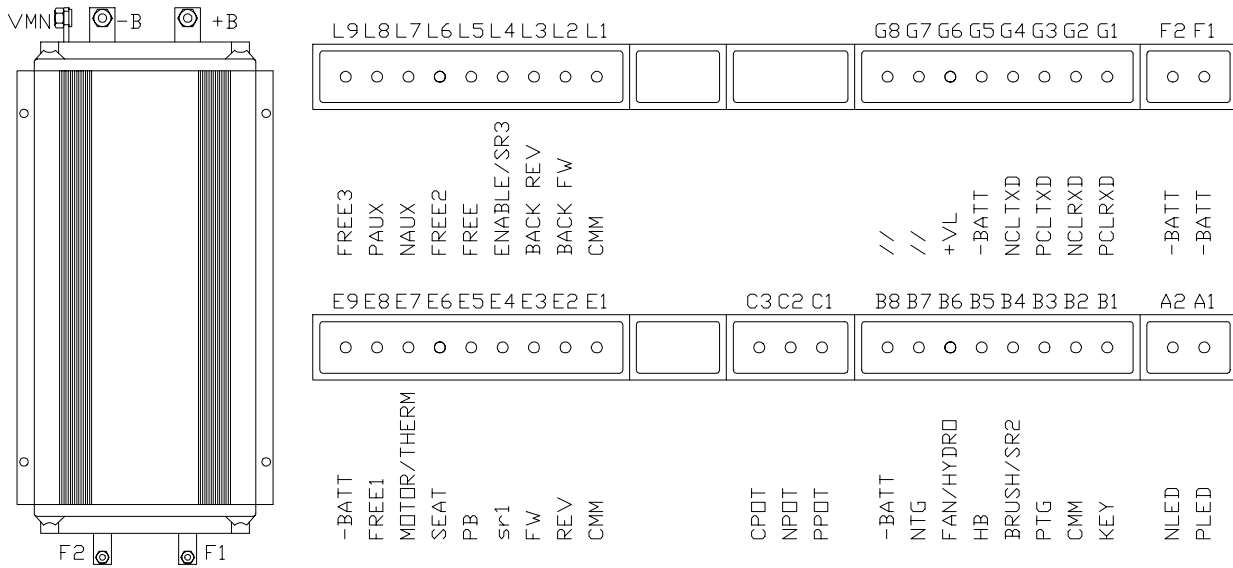 VMN -B +B
L9 L8 L7 L6 L5 L4 L3 L2 L1
G8 G7 G6 G5 G4 G3 G2 G1
F2 F1
FREE3
PAUX
NAUX
FREE2
FREE
ENABLE/SR3
BACK REV
BACK FW
CMM
//
//
+VL
-BATT
NCLTXD
PCLTXD
NCLRXD
PCLRXD
-BATT
-BATT
E9 E8 E7 E6 E5 E4 E3 E2 E1
C3 C2 C1
B8 B7 B6 B5 B4 B3 B2 B1
A2 A1
-BATT
FREE1
MOTOR/THERM
SEAT
PB
sr1
FW
REV
CMM
CPOT
NPOT
PPOT
-BATT
NTG
FAN/HYDRO
HB
BRUSH/SR2
PTG
CMM
KEY
NLED
PLED
F2 F1